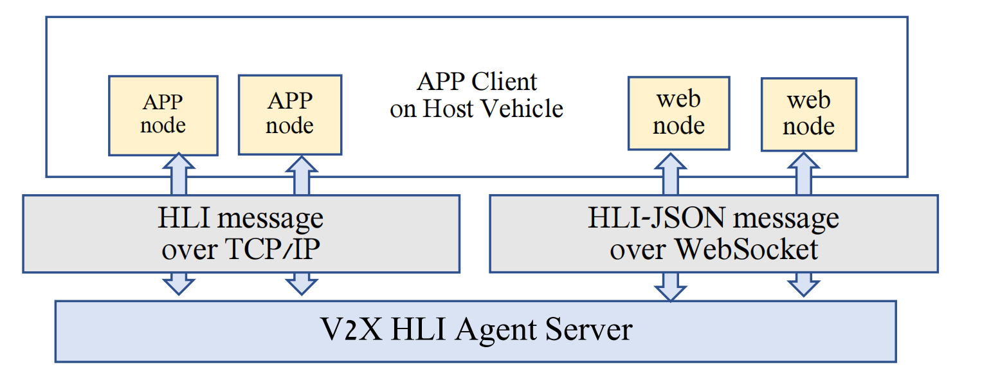 APP
node
APP
node
APP Client
on Host Vehicle
web
node
web
node
HLI message
over TCP/IP
HLI-JSON message
over WebSocket
V2X HLI Agent Server